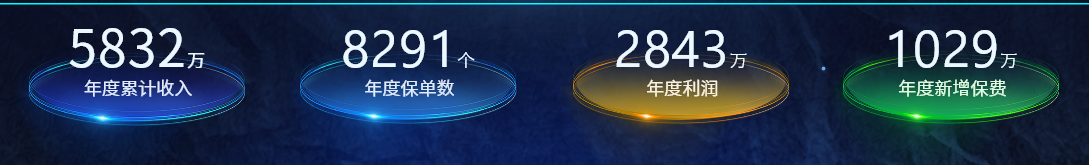 5832万
年度累计收入
8291个
年度保单数
2843万
年度利润
1029万
年度新增保费